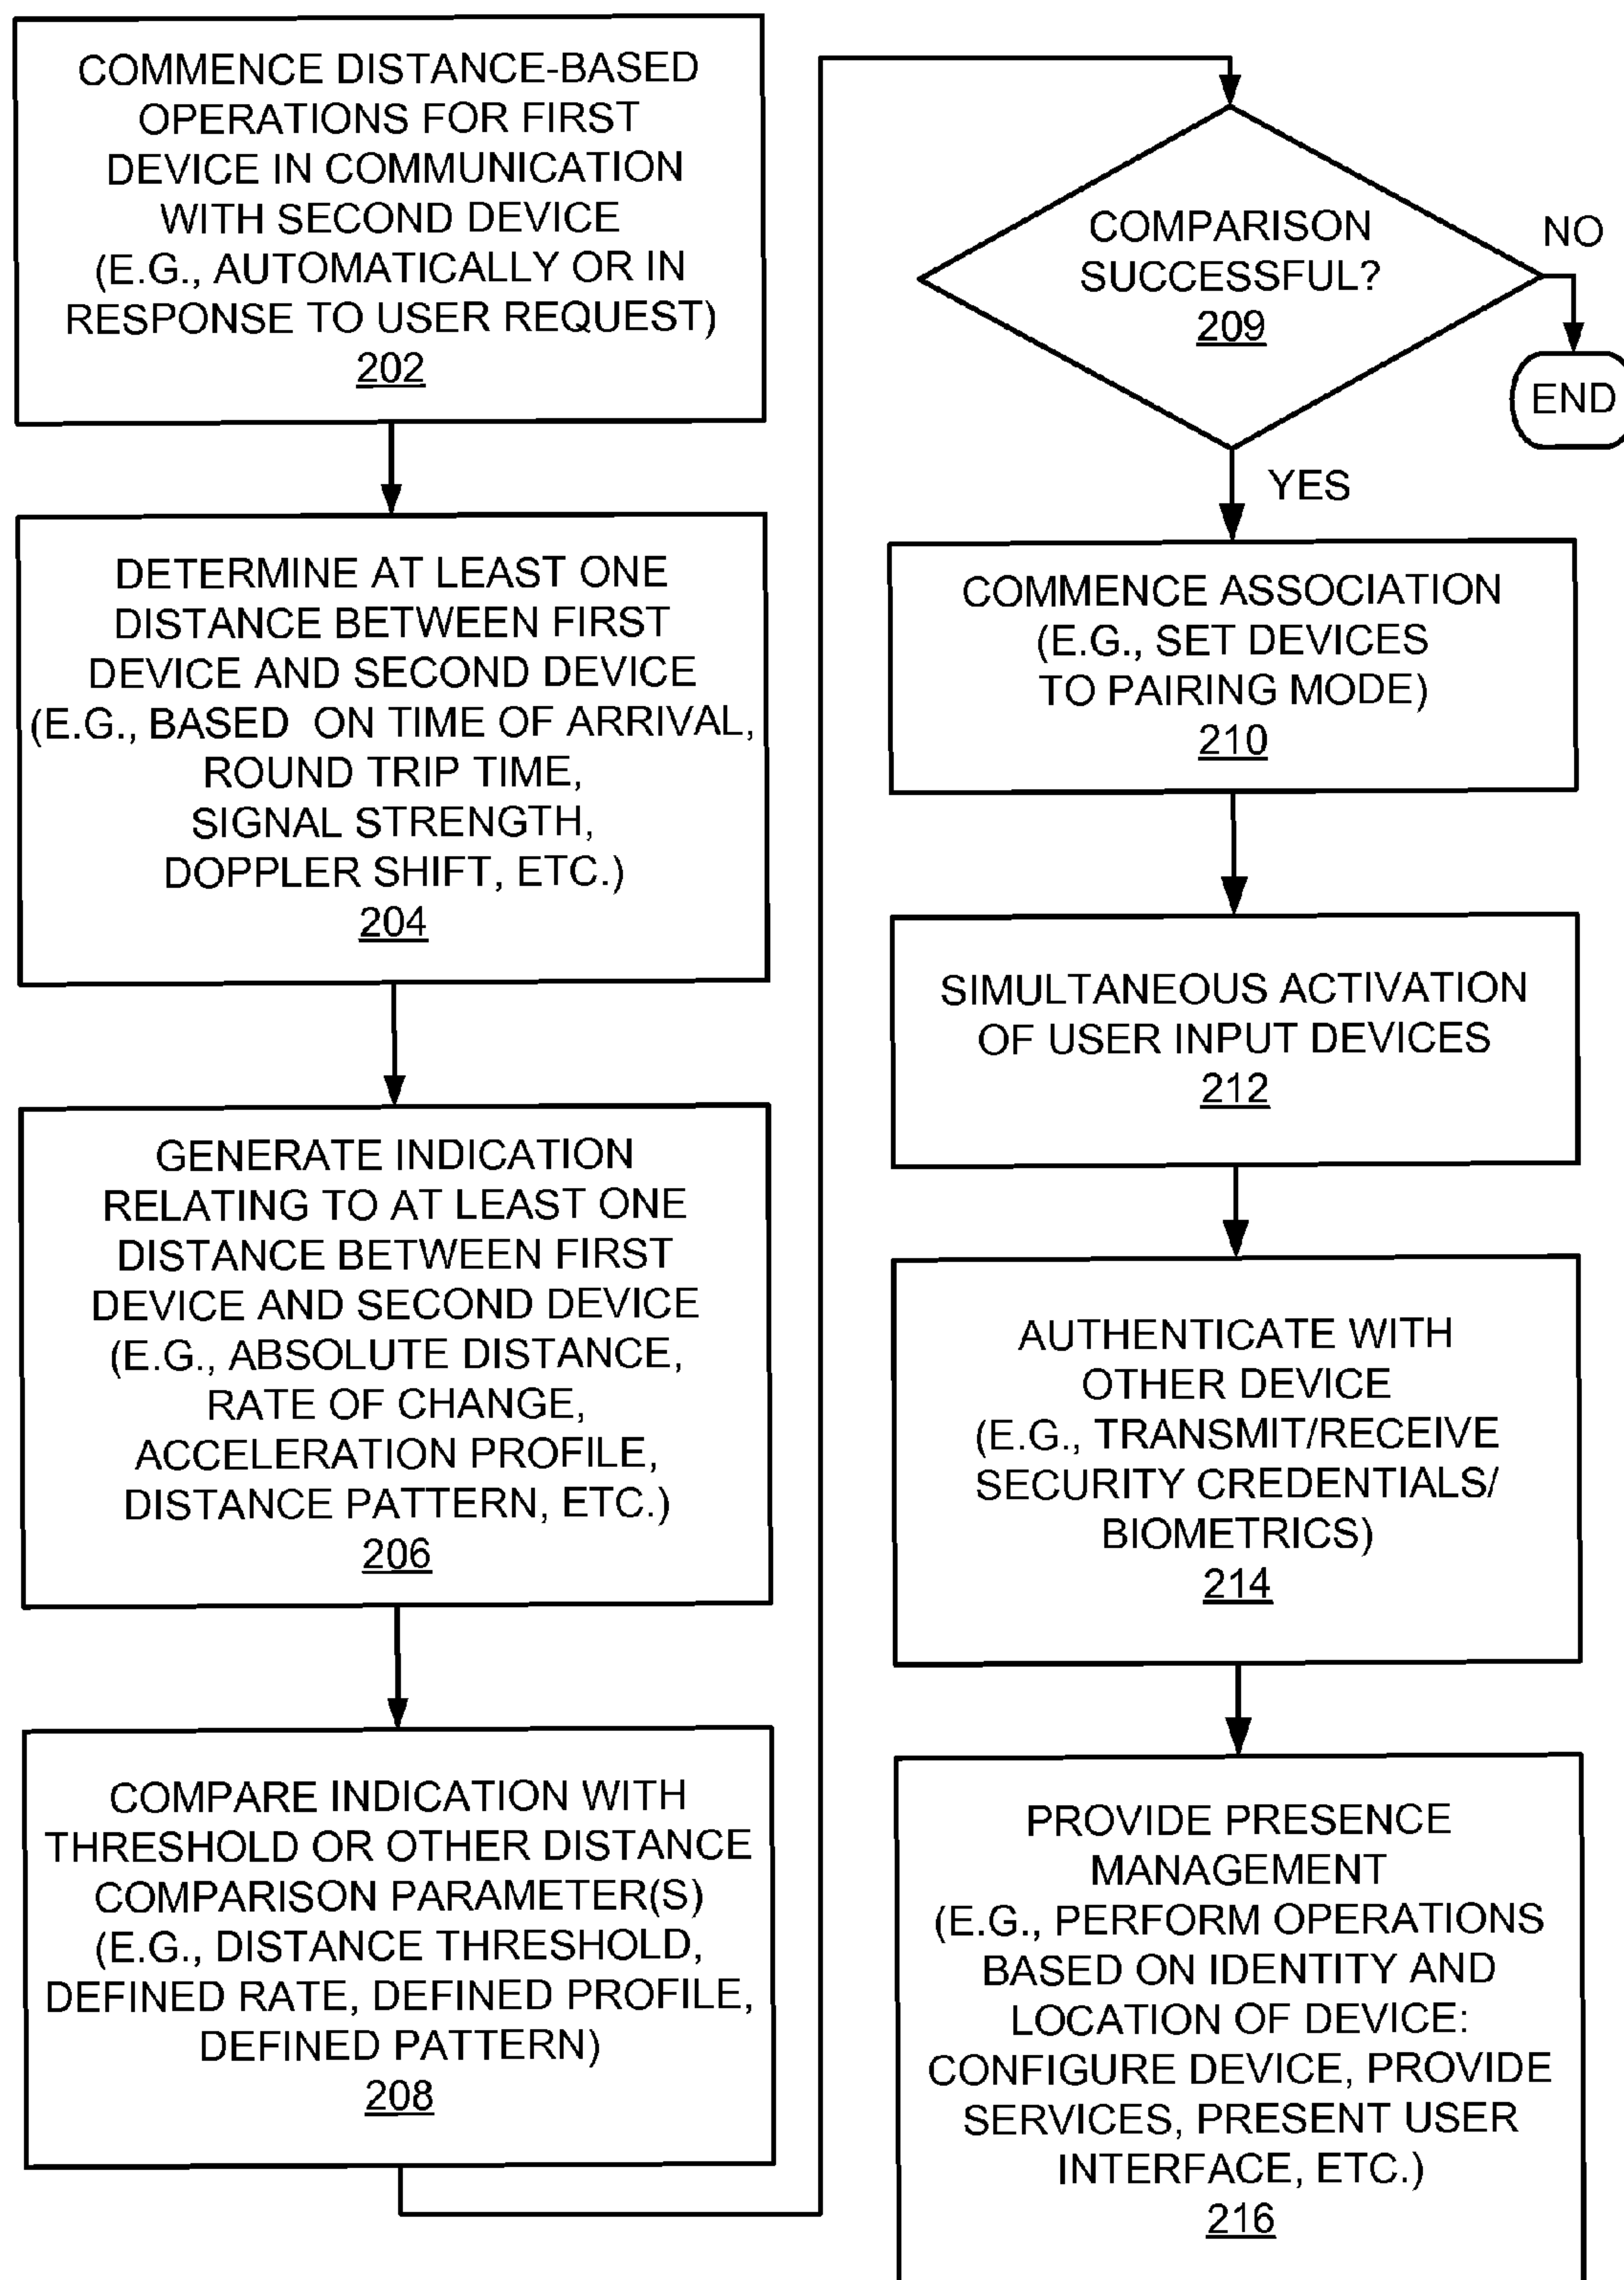 COMMENCE DISTANCE-BASED
OPERATIONS FOR FIRST
DEVICE IN COMMUNICATION
WITH SECOND DEVICE
(E.G., AUTOMATICALLY OR IN
RESPONSE TO USER REQUEST)
202
DETERMINE AT LEAST ONE
DISTANCE BETWEEN FIRST
DEVICE AND SECOND DEVICE
(E.G., BASED ON TIME OF ARRIVAL,
ROUND TRIP TIME,
SIGNAL STRENGTH,
DOPPLER SHIFT, ETC.)
204
GENERATE INDICATION
RELATING TO AT LEAST ONE
DISTANCE BETWEEN FIRST
DEVICE AND SECOND DEVICE
(E.G., ABSOLUTE DISTANCE,
RATE OF CHANGE,
ACCELERATION PROFILE,
DISTANCE PATTERN, ETC.)
206
COMPARE INDICATION WITH
THRESHOLD OR OTHER DISTANCE
COMPARISON PARAMETER(S)
(E.G., DISTANCE THRESHOLD,
DEFINED RATE, DEFINED PROFILE,
DEFINED PATTERN)
208
COMPARISON
SUCCESSFUL?
209
NO
END
YES
COMMENCE ASSOCIATION
(E.G., SET DEVICES
TO PAIRING MODE)
210
SIMULTANEOUS ACTIVATION
OF USER INPUT DEVICES
212
AUTHENTICATE WITH
OTHER DEVICE
(E.G., TRANSMIT/RECEIVE
SECURITY CREDENTIALS/
BIOMETRICS)
214
PROVIDE PRESENCE
MANAGEMENT
(E.G., PERFORM OPERATIONS
BASED ON IDENTITY AND
LOCATION OF DEVICE:
CONFIGURE DEVICE, PROVIDE
SERVICES, PRESENT USER
INTERFACE, ETC.)
216